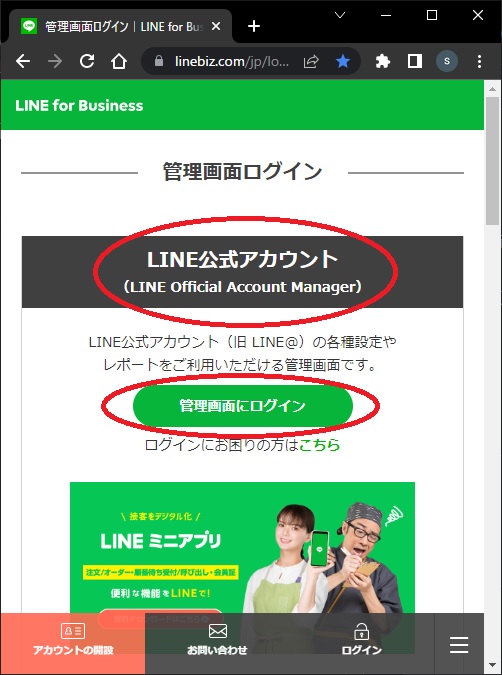 管理画面ログイン | LINE for Bus
linebiz.com/jp/lo...
S
LINE for Business
管理画面ログイン
LINE公式アカウント
（LINE Official Account Manager）
LINE公式アカウント（旧 LINE@）の各種設定や
レポートをご利用いただける管理画面です。
管理画面にログイン
ログインにお困りの方はこちら
\ 接客をデジタル化 /
LINE ミニアプリ
注文/オーダー・順番待ち受付/呼び出し・会員証
便利な機能をLINEで!
アカウントの開設
お問い合わせ
ログイン